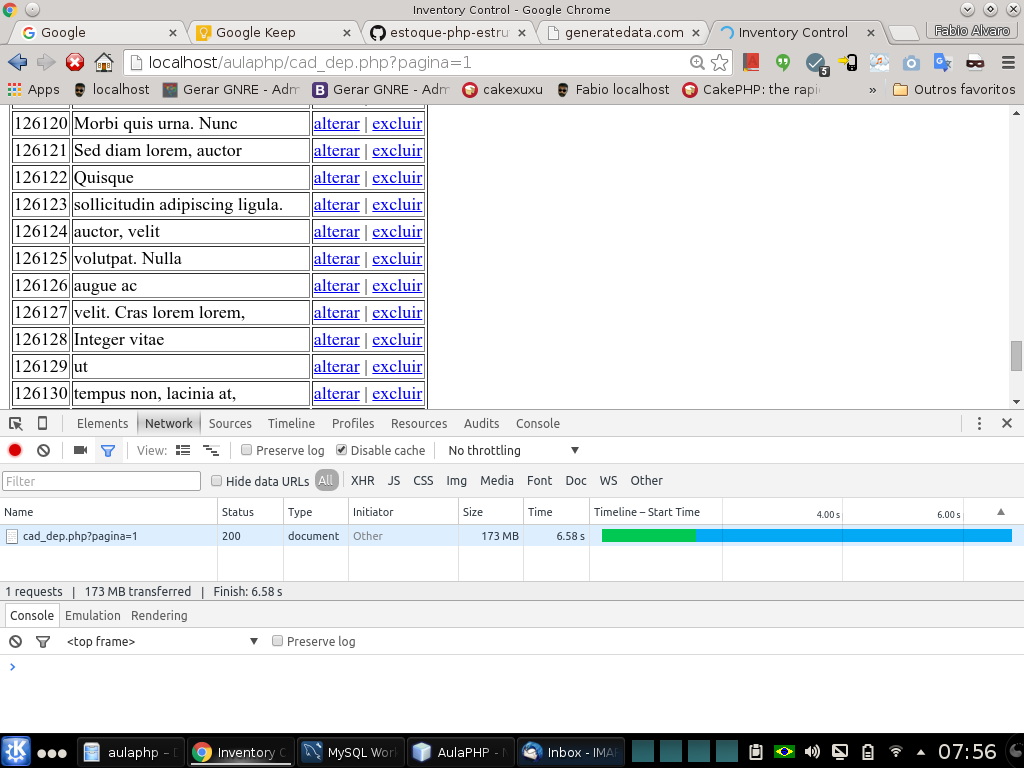 Inventory Control - Google Chrome
Google × Google Keep × estoque-php-estru × generatedata.com × Inventory Control × Fabio Alvaro
localhost/aulaphp/cad_dep.php?pagina=1 5
Apps localhost Gerar GNRE - Adm Gerar GNRE - Adm cakexuxu Fabio localhost CakePHP: the rapi » Outros favoritos
126120 Morbi quis urna. Nunc alterar | excluir
126121 Sed diam lorem, auctor alterar | excluir
126122 Quisque alterar | excluir
126123 sollicitudin adipiscing ligula. alterar | excluir
126124 auctor, velit alterar | excluir
126125 volutpat. Nulla alterar | excluir
126126 augue ac alterar | excluir
126127 velit. Cras lorem lorem, alterar | excluir
126128 Integer vitae alterar | excluir
126129 ut alterar | excluir
126130 tempus non, lacinia at, alterar | excluir
Elements Network Sources Timeline Profiles Resources Audits Console
View: Preserve log Disable cache No throttling
Filter Hide data URLs All XHR JS CSS Img Media Font Doc WS Other
Name Status Type Initiator Size Time Timeline – Start Time 4.00 s 6.00 s
cad_dep.php?pagina=1 200 document Other 173 MB 6.58 s
1 requests | 173 MB transferred | Finish: 6.58 s
Console Emulation Rendering
<top frame> Preserve log
>
aulaphp – D Inventory C MySQL Wor AulaPHP - N Inbox - IMA 07:56